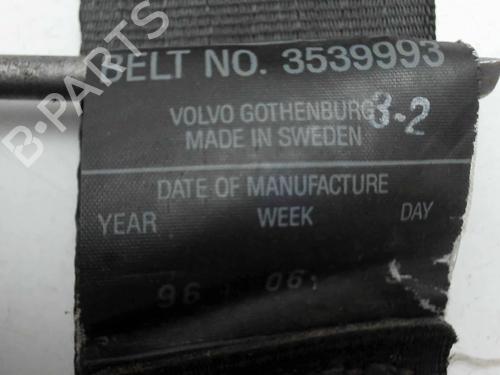 BELT NO. 3539993
VOLVO GOTHENBURG 3-2
MADE IN SWEDEN
DATE OF MANUFACTURE
YEAR WEEK DAY
96 06
B-PARTS